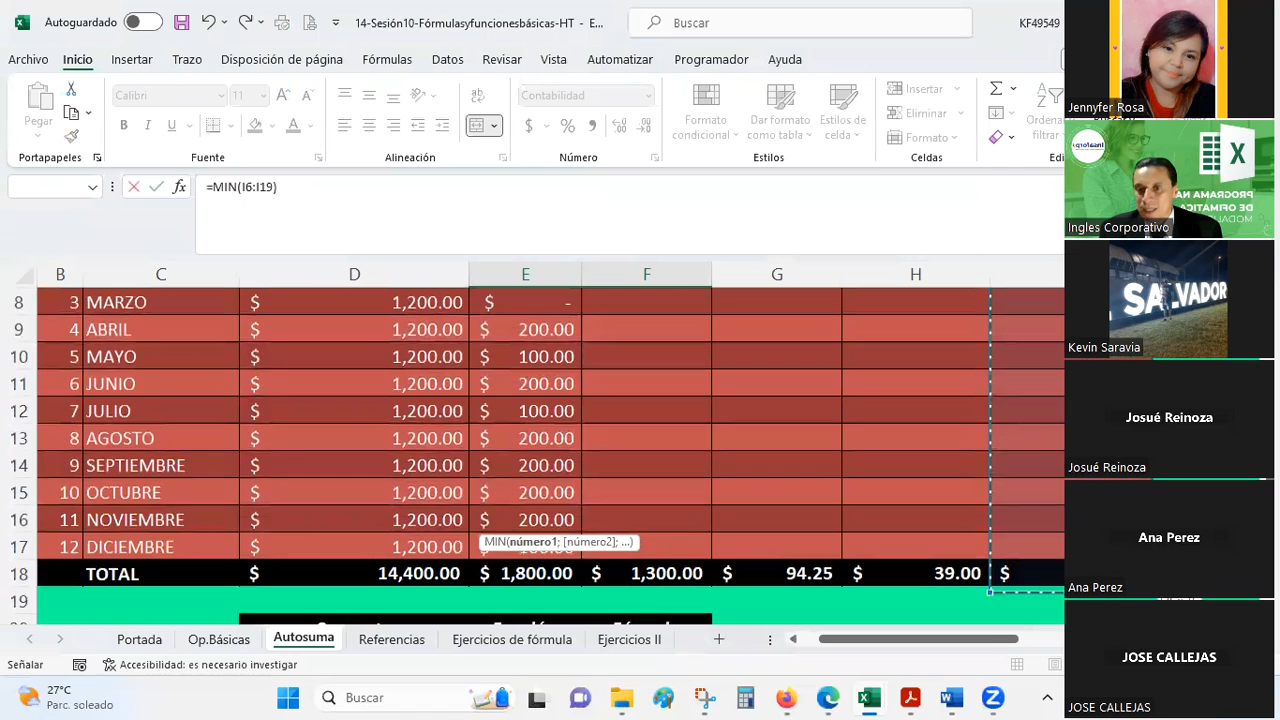 Autoguardado
14-Sesión10-Fórmulasyfuncionesbásicas-HT
Buscar
KF49549
Archivo Inicio Insertar Trazo Disposición de página Fórmulas Datos Revisar Vista Automatizar Programador Ayuda
Pegar
Calibri 11
N K S
Contabilidad
Formato condicional
Dar formato como tabla
Estilos de celda
Insertar
Eliminar
Formato
Ordenar
filtrar
Portapapeles Fuente Alineación Número Estilos Celdas
=MIN(I6:I19)
B C D E F G H
8 3 MARZO $ 1,200.00 $ -
9 4 ABRIL $ 1,200.00 $ 200.00
10 5 MAYO $ 1,200.00 $ 100.00
11 6 JUNIO $ 1,200.00 $ 200.00
12 7 JULIO $ 1,200.00 $ 100.00
13 8 AGOSTO $ 1,200.00 $ 200.00
14 9 SEPTIEMBRE $ 1,200.00 $ 200.00
15 10 OCTUBRE $ 1,200.00 $ 200.00
16 11 NOVIEMBRE $ 1,200.00 $ 200.00
17 12 DICIEMBRE $ 1,200.00
MIN(número1; [número2]; ...)
18 TOTAL $ 14,400.00 $ 1,800.00 $ 1,300.00 $ 94.25 $ 39.00 $
19
Portada Op.Básicas Autosuma Referencias Ejercicios de fórmula Ejercicios II
Señalar
Accesibilidad: es necesario investigar
27°C
Parc. soleado
Buscar
Jennyfer Rosa
PROGRAMA NA
DE OFIMATICA
Ingles Corporativo
SALVADOR
Kevin Saravia
Josué Reinoza
Josué Reinoza
Ana Perez
Ana Perez
JOSE CALLEJAS
JOSE CALLEJAS